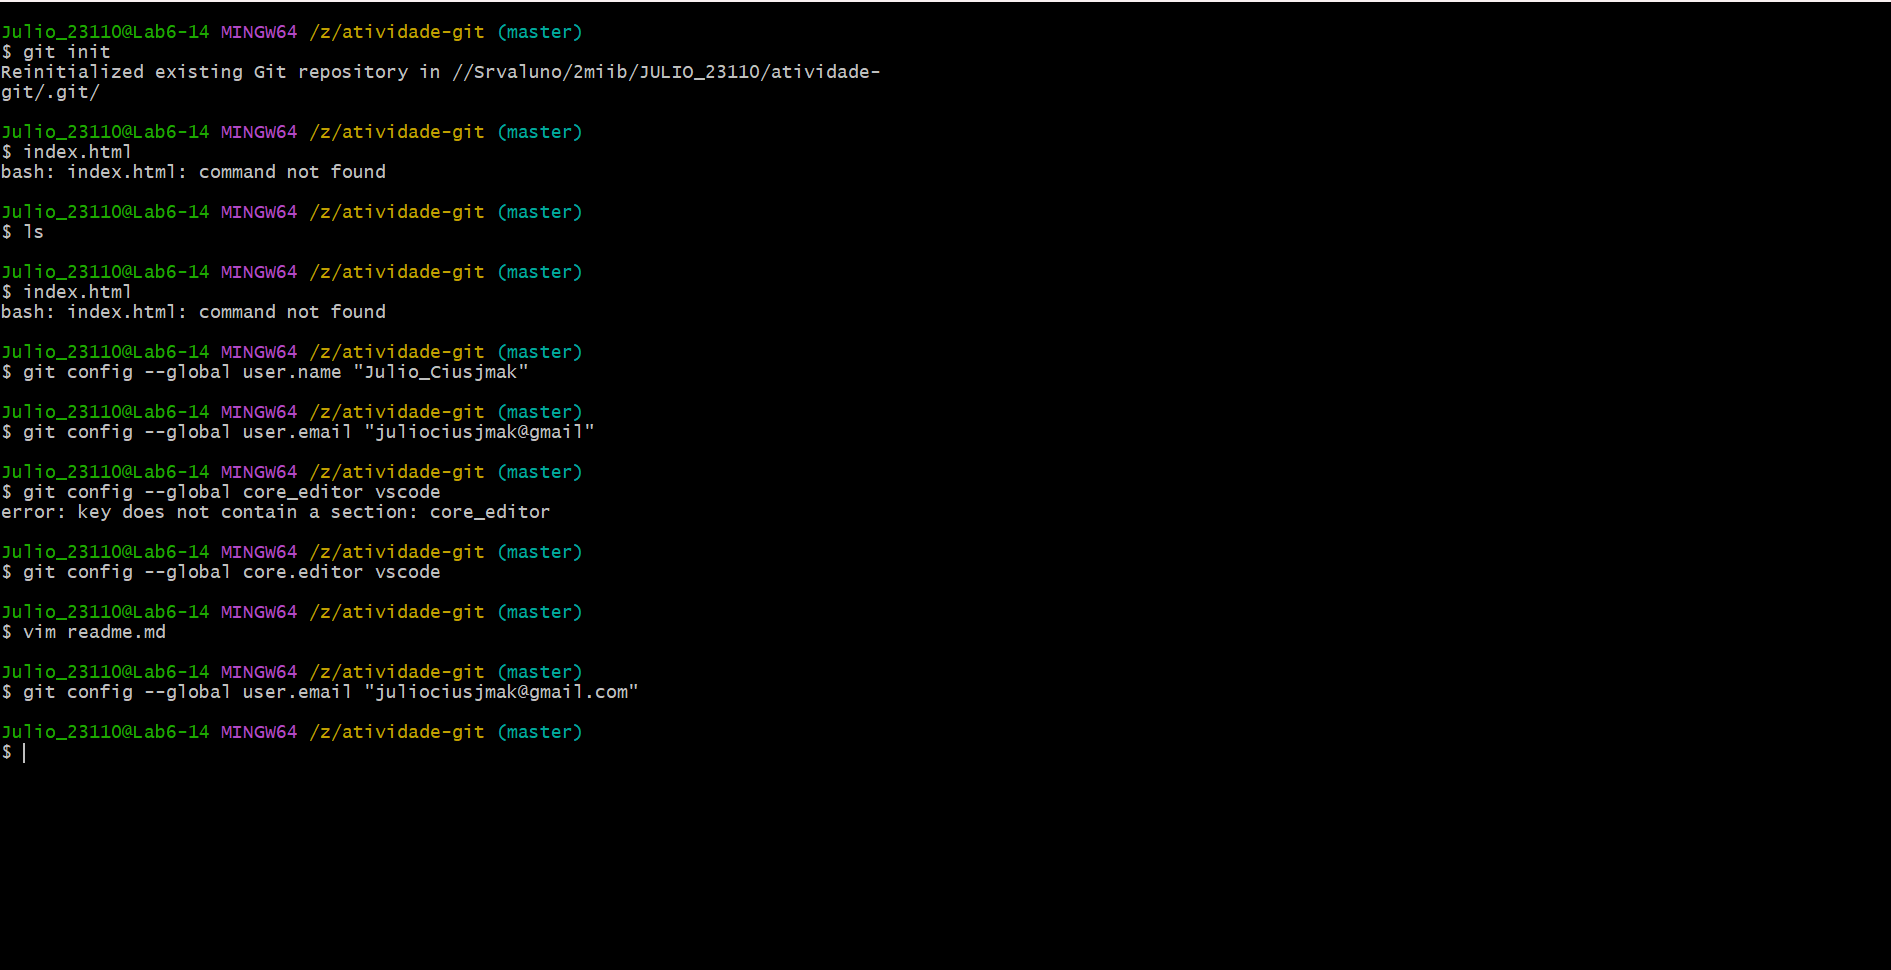 Julio_23110@Lab6-14 MINGW64 /z/atividade-git (master)
$ git init
Reinitialized existing Git repository in //Srvaluno/2miib/JULIO_23110/atividade-
git/.git/
Julio_23110@Lab6-14 MINGW64 /z/atividade-git (master)
$ index.html
bash: index.html: command not found
Julio_23110@Lab6-14 MINGW64 /z/atividade-git (master)
$ ls
Julio_23110@Lab6-14 MINGW64 /z/atividade-git (master)
$ index.html
bash: index.html: command not found
Julio_23110@Lab6-14 MINGW64 /z/atividade-git (master)
$ git config --global user.name "Julio_Ciusjmak"
Julio_23110@Lab6-14 MINGW64 /z/atividade-git (master)
$ git config --global user.email "juliociusjmak@gmail"
Julio_23110@Lab6-14 MINGW64 /z/atividade-git (master)
$ git config --global core_editor vscode
error: key does not contain a section: core_editor
Julio_23110@Lab6-14 MINGW64 /z/atividade-git (master)
$ git config --global core.editor vscode
Julio_23110@Lab6-14 MINGW64 /z/atividade-git (master)
$ vim readme.md
Julio_23110@Lab6-14 MINGW64 /z/atividade-git (master)
$ git config --global user.email "juliociusjmak@gmail.com"
Julio_23110@Lab6-14 MINGW64 /z/atividade-git (master)
$